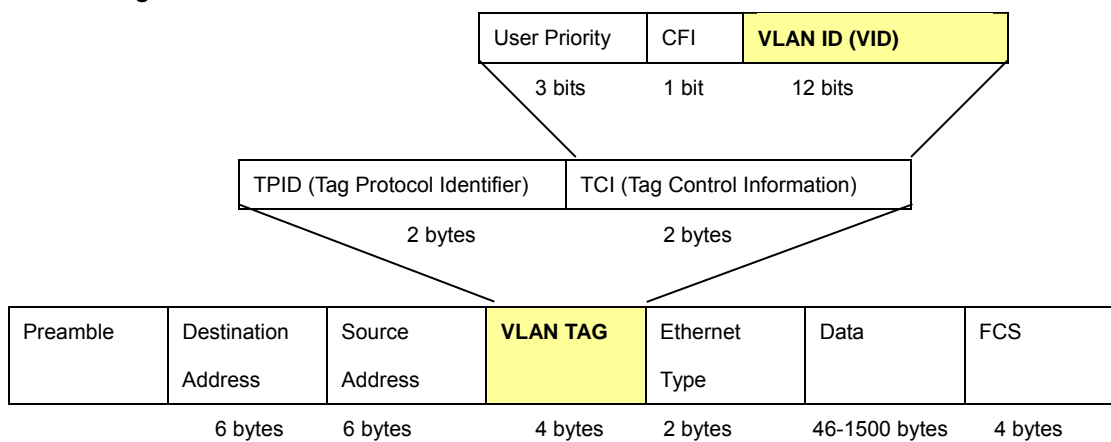 User Priority CFI VLAN ID (VID)
3 bits 1 bit 12 bits
TPID (Tag Protocol Identifier) TCI (Tag Control Information)
2 bytes 2 bytes
Preamble Destination Address Source Address VLAN TAG Ethernet Type Data FCS
6 bytes 6 bytes 4 bytes 2 bytes 46-1500 bytes 4 bytes